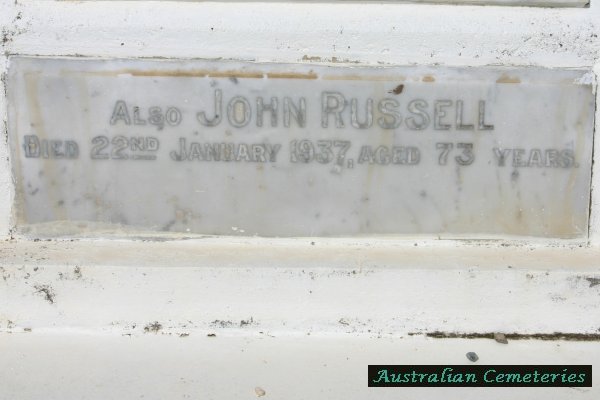 Also John Russell
Died 22nd January 1937, aged 73 years.
Australian Cemeteries